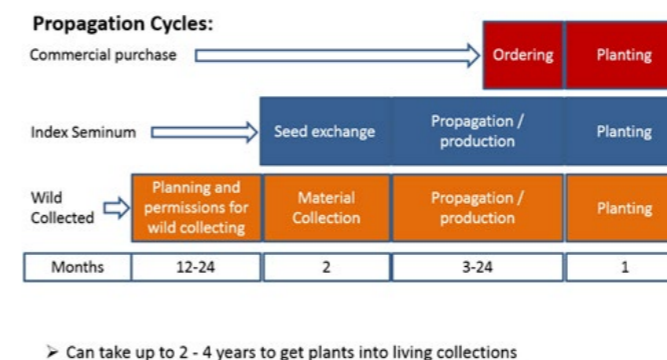 Propagation Cycles:
Commercial purchase
Ordering
Planting
Index Seminum
Seed exchange
Propagation /
production
Planting
Wild
Collected
Planning and
permissions for
wild collecting
Material
Collection
Propagation /
production
Planting
Months
12-24
2
3-24
1
➢ Can take up to 2 - 4 years to get plants into living collections